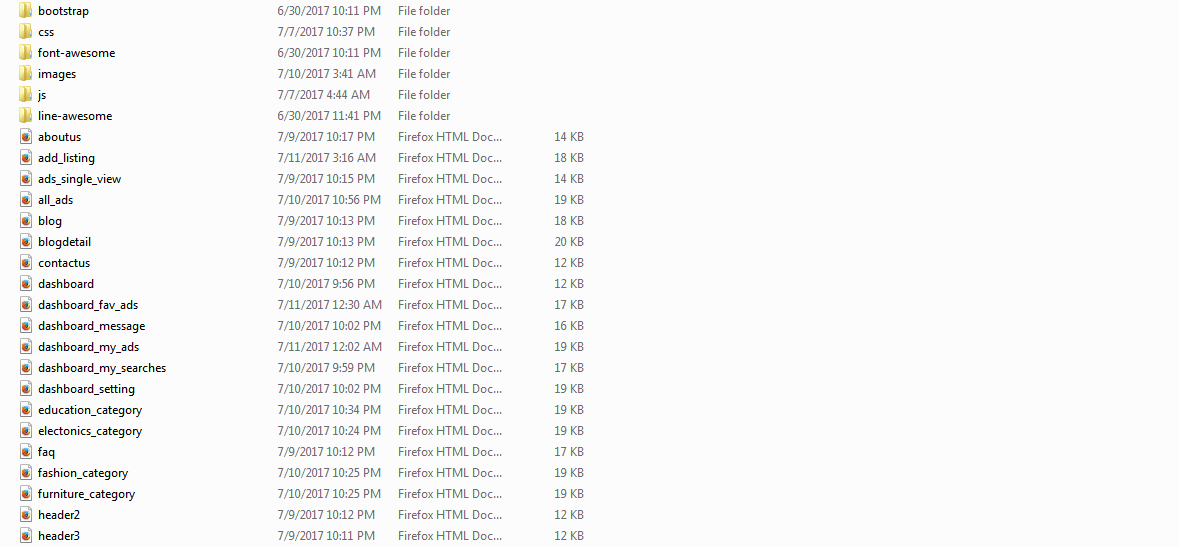 bootstrap 6/30/2017 10:11 PM File folder
css 7/7/2017 10:37 PM File folder
font-awesome 6/30/2017 10:11 PM File folder
images 7/10/2017 3:41 AM File folder
js 7/7/2017 4:44 AM File folder
line-awesome 6/30/2017 11:41 PM File folder
aboutus 7/9/2017 10:17 PM Firefox HTML Doc... 14 KB
add_listing 7/11/2017 3:16 AM Firefox HTML Doc... 18 KB
ads_single_view 7/9/2017 10:15 PM Firefox HTML Doc... 14 KB
all_ads 7/10/2017 10:56 PM Firefox HTML Doc... 19 KB
blog 7/9/2017 10:13 PM Firefox HTML Doc... 18 KB
blogdetail 7/9/2017 10:13 PM Firefox HTML Doc... 20 KB
contactus 7/9/2017 10:12 PM Firefox HTML Doc... 12 KB
dashboard 7/10/2017 9:56 PM Firefox HTML Doc... 12 KB
dashboard_fav_ads 7/11/2017 12:30 AM Firefox HTML Doc... 17 KB
dashboard_message 7/10/2017 10:02 PM Firefox HTML Doc... 16 KB
dashboard_my_ads 7/11/2017 12:02 AM Firefox HTML Doc... 19 KB
dashboard_my_searches 7/10/2017 9:59 PM Firefox HTML Doc... 17 KB
dashboard_setting 7/10/2017 10:02 PM Firefox HTML Doc... 19 KB
education_category 7/10/2017 10:34 PM Firefox HTML Doc... 19 KB
electonics_category 7/10/2017 10:24 PM Firefox HTML Doc... 19 KB
faq 7/9/2017 10:12 PM Firefox HTML Doc... 17 KB
fashion_category 7/10/2017 10:25 PM Firefox HTML Doc... 19 KB
furniture_category 7/10/2017 10:25 PM Firefox HTML Doc... 19 KB
header2 7/9/2017 10:12 PM Firefox HTML Doc... 12 KB
header3 7/9/2017 10:11 PM Firefox HTML Doc... 12 KB